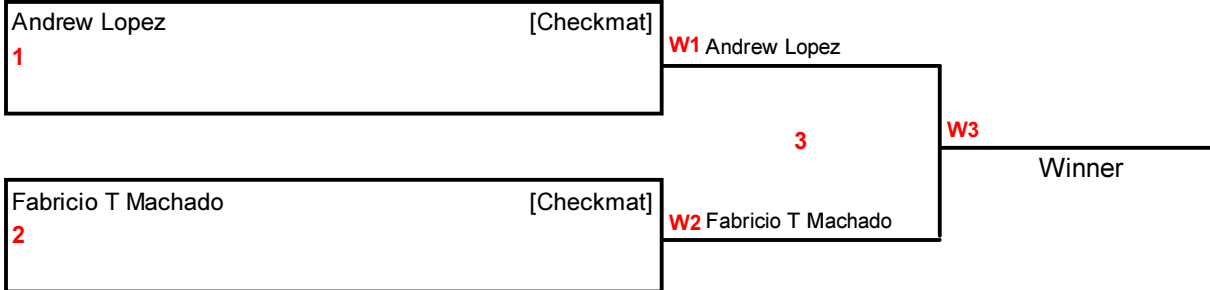 Andrew Lopez [Checkmat]
1
W1 Andrew Lopez
3
W3
Winner
Fabricio T Machado [Checkmat]
2
W2 Fabricio T Machado